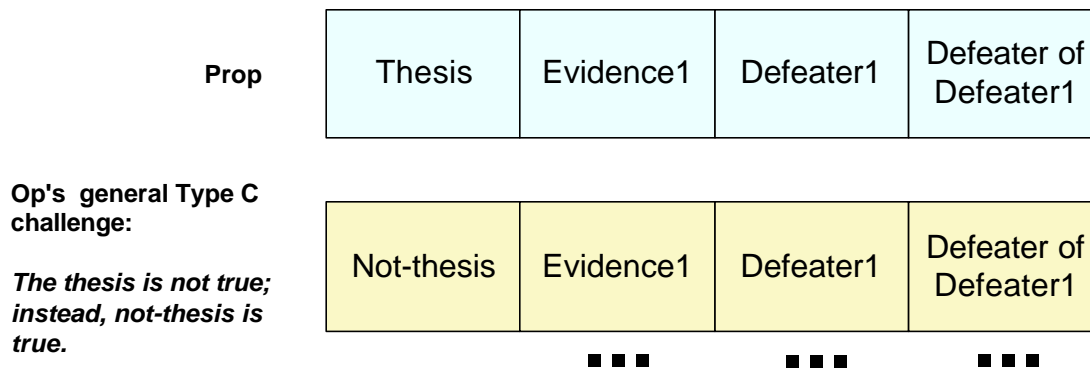 Prop
Thesis
Evidence1
Defeater1
Defeater of
Defeater1
Op's general Type C
challenge:
The thesis is not true;
instead, not-thesis is
true.
Not-thesis
Evidence1
Defeater1
Defeater of
Defeater1